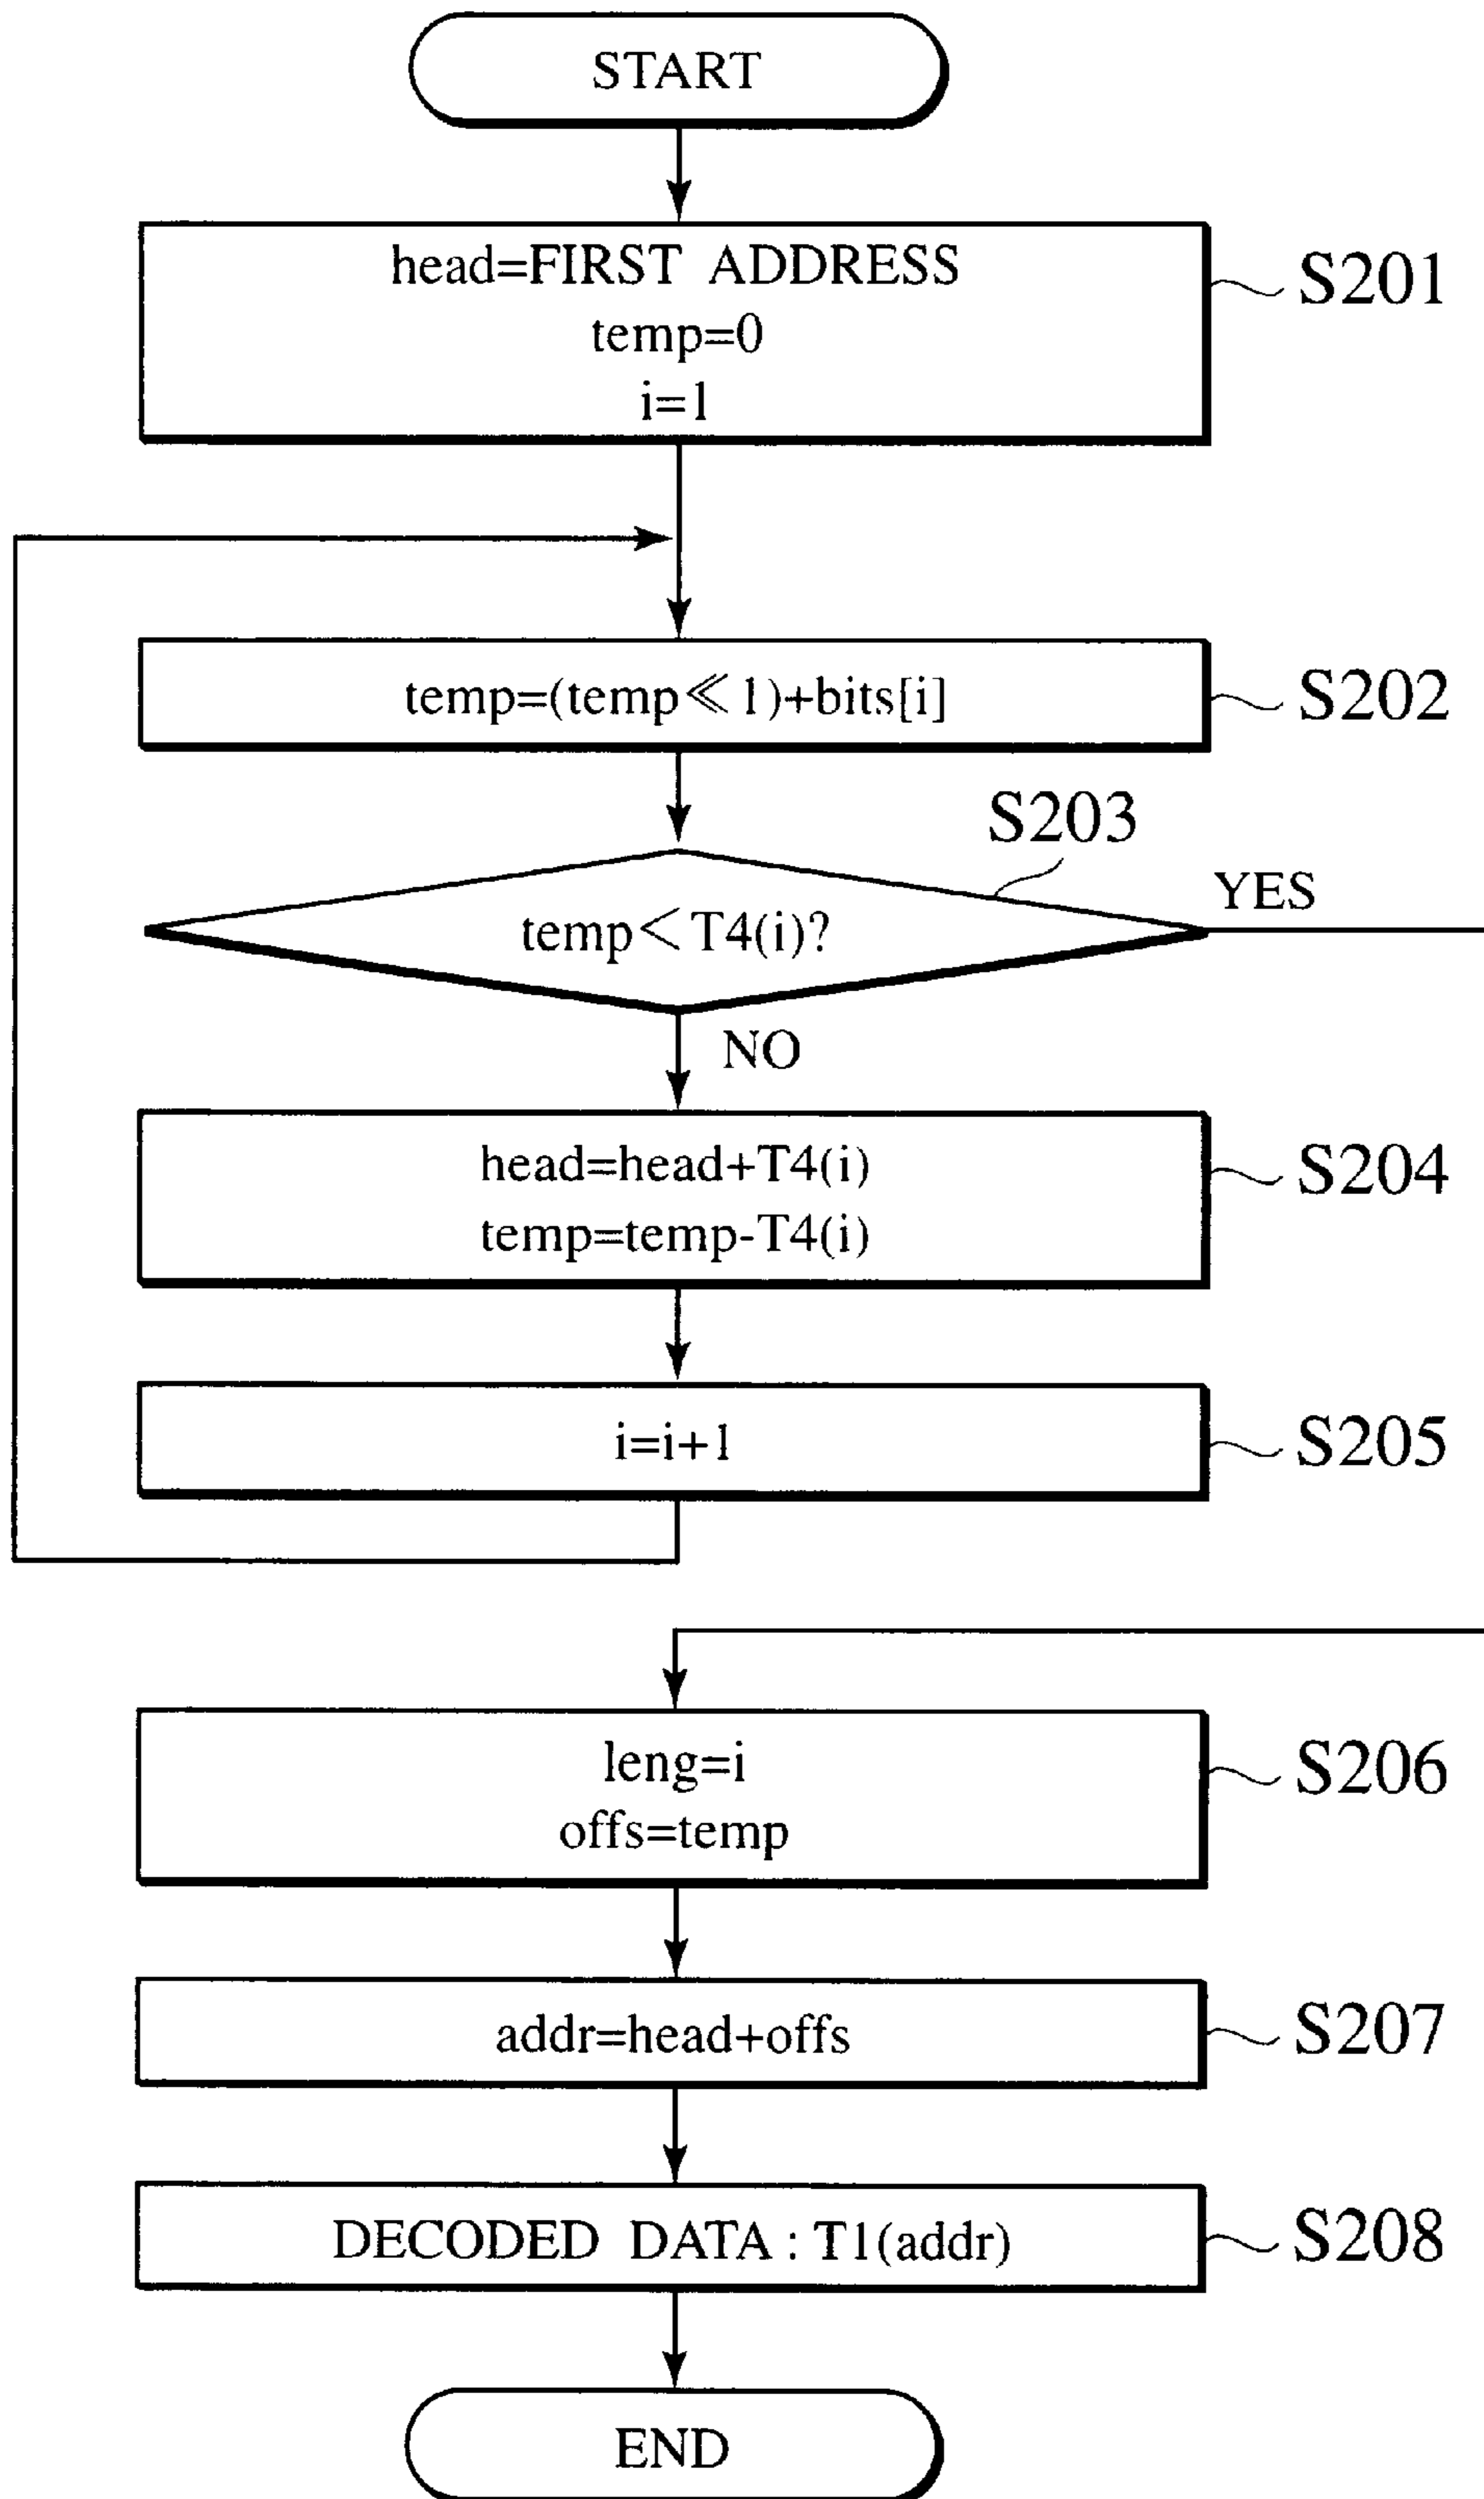 START
head=FIRST ADDRESS
temp=0
i=1
S201
temp=(temp≪1)+bits[i]
S202
S203
temp<T4(i)?
YES
NO
head=head+T4(i)
temp=temp-T4(i)
S204
i=i+1
S205
leng=i
offs=temp
S206
addr=head+offs
S207
DECODED DATA : T1(addr)
S208
END